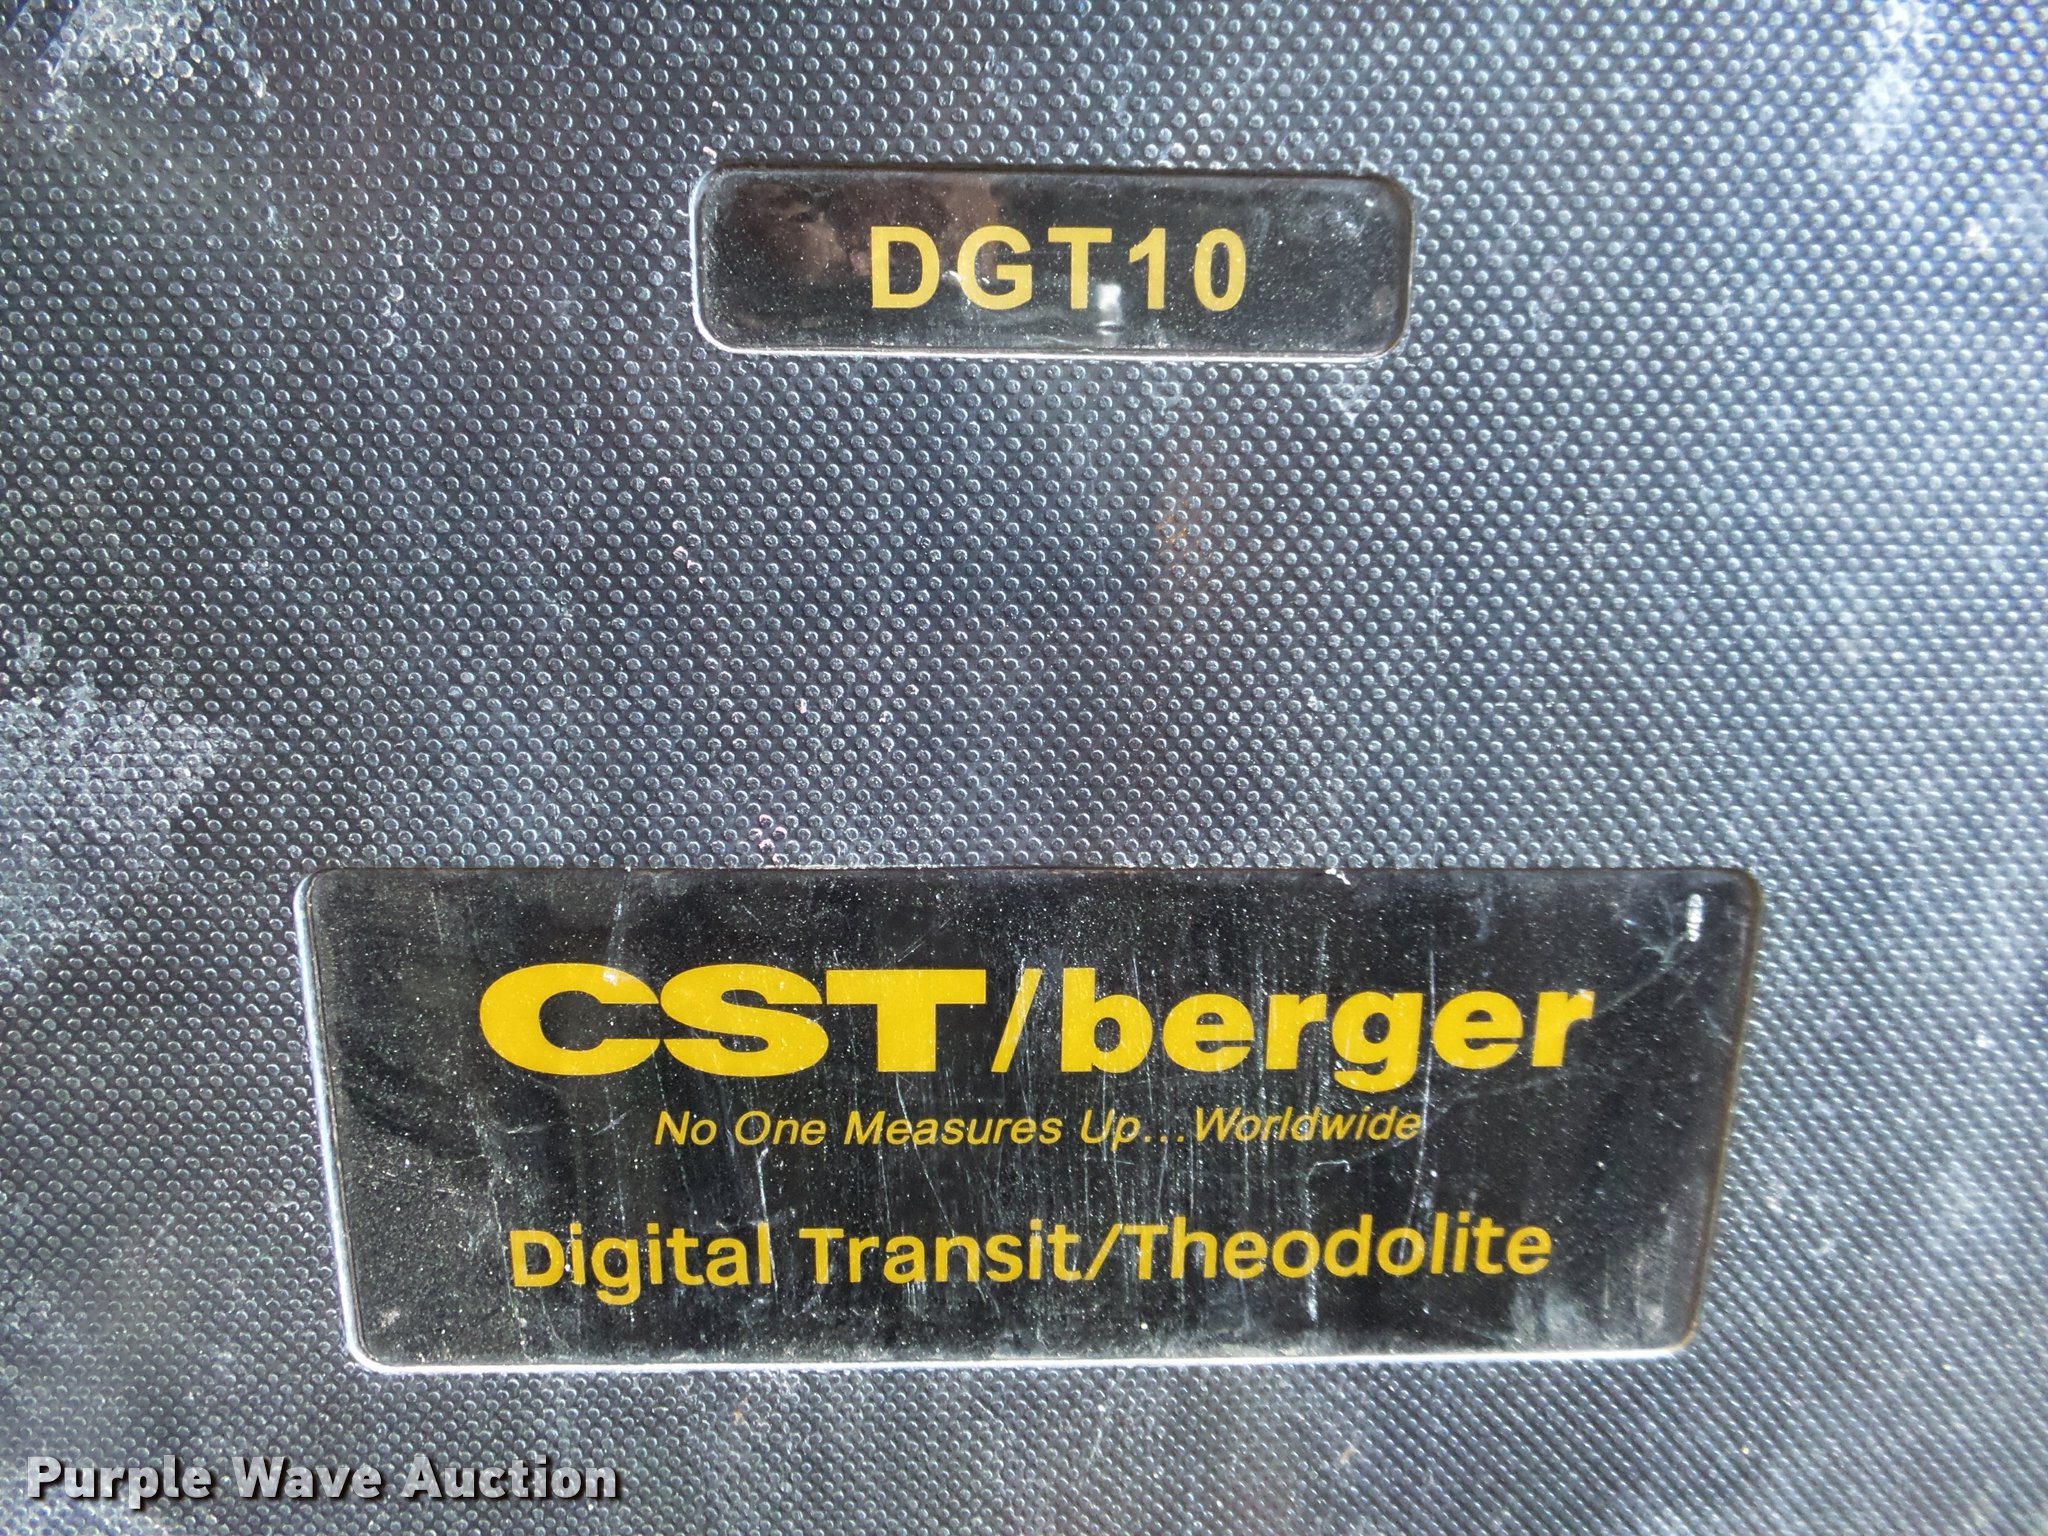 DGT10
CST/berger
No One Measures Up...Worldwide
Digital Transit/Theodolite
Purple Wave Auction